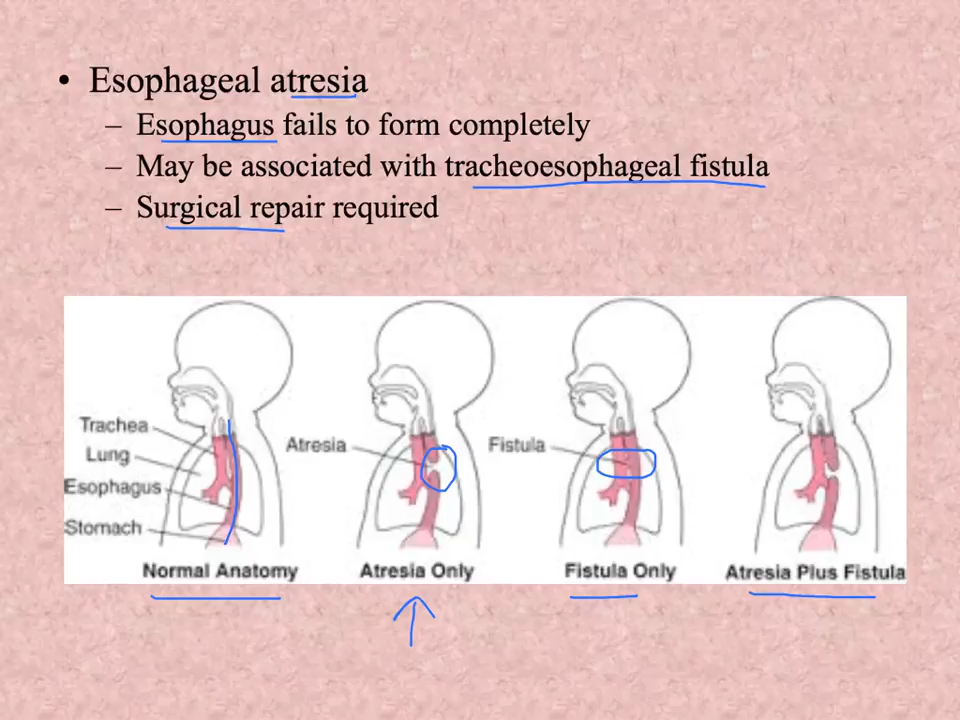 • Esophageal atresia
– Esophagus fails to form completely
– May be associated with tracheoesophageal fistula
– Surgical repair required
Trachea
Lung
Esophagus
Stomach
Atresia
Fistula
Normal Anatomy
Atresia Only
Fistula Only
Atresia Plus Fistula